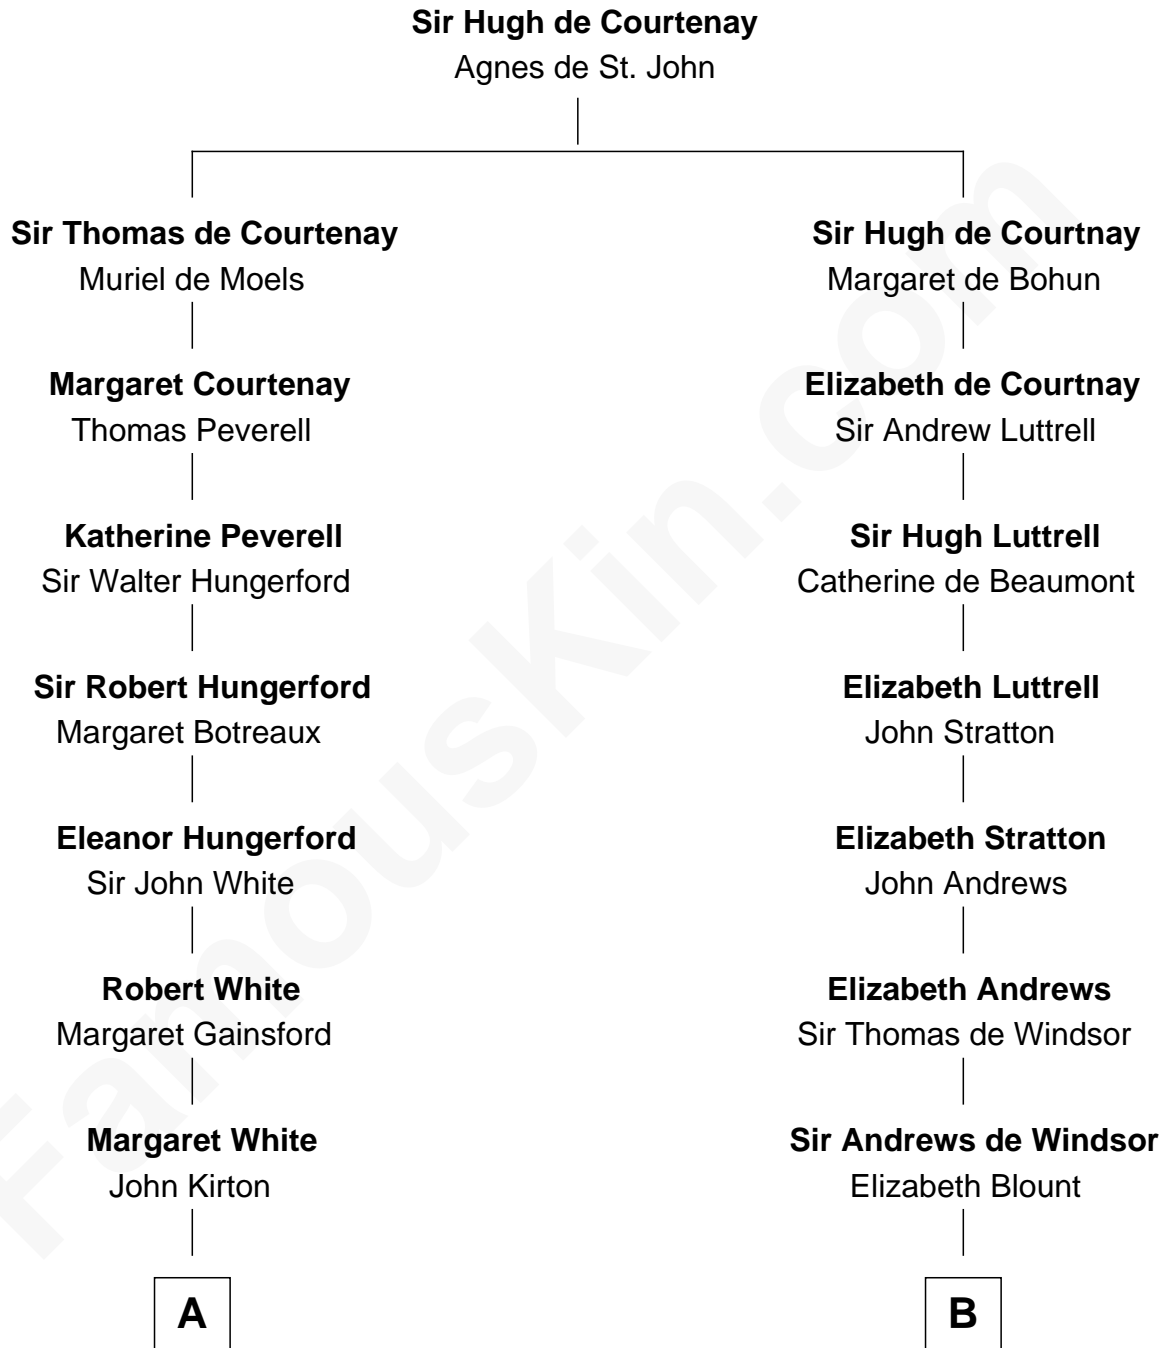 Sir Hugh de Courtenay
Agnes de St. John
Sir Thomas de Courtenay
Muriel de Moels
Sir Hugh de Courtnay
Margaret de Bohun
Margaret Courtenay
Thomas Peverell
Elizabeth de Courtnay
Sir Andrew Luttrell
Katherine Peverell
Sir Walter Hungerford
Sir Hugh Luttrell
Catherine de Beaumont
Sir Robert Hungerford
Margaret Botreaux
Elizabeth Luttrell
John Stratton
Eleanor Hungerford
Sir John White
Elizabeth Stratton
John Andrews
Robert White
Margaret Gainsford
Elizabeth Andrews
Sir Thomas de Windsor
Margaret White
John Kirton
Sir Andrews de Windsor
Elizabeth Blount
A
B
FamousKin.com